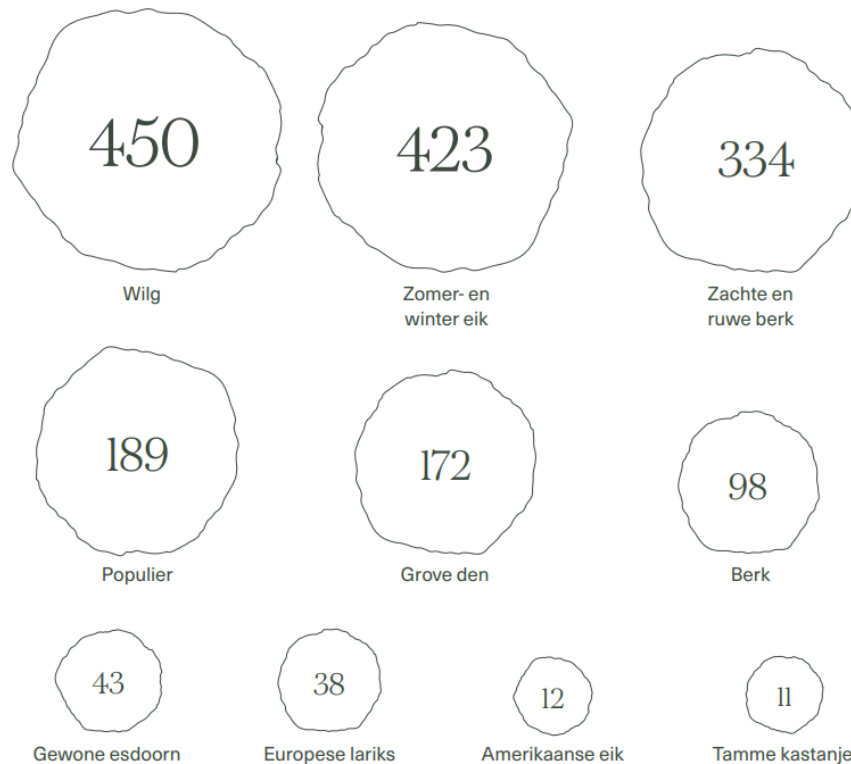 450
423
334
Wilg
Zomer- en
winter eik
Zachte en
ruwe berk
189
172
98
Populier
Grove den
Berk
43
38
12
11
Gewone esdoorn
Europese lariks
Amerikaanse eik
Tamme kastanje